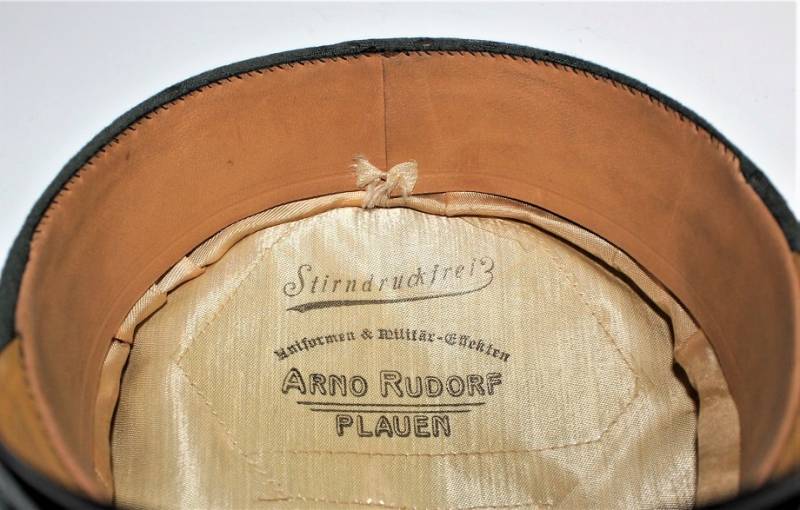 Stirndruckfrei
Uniformen & Militär-Effekten
ARNO RUDORF
PLAUEN